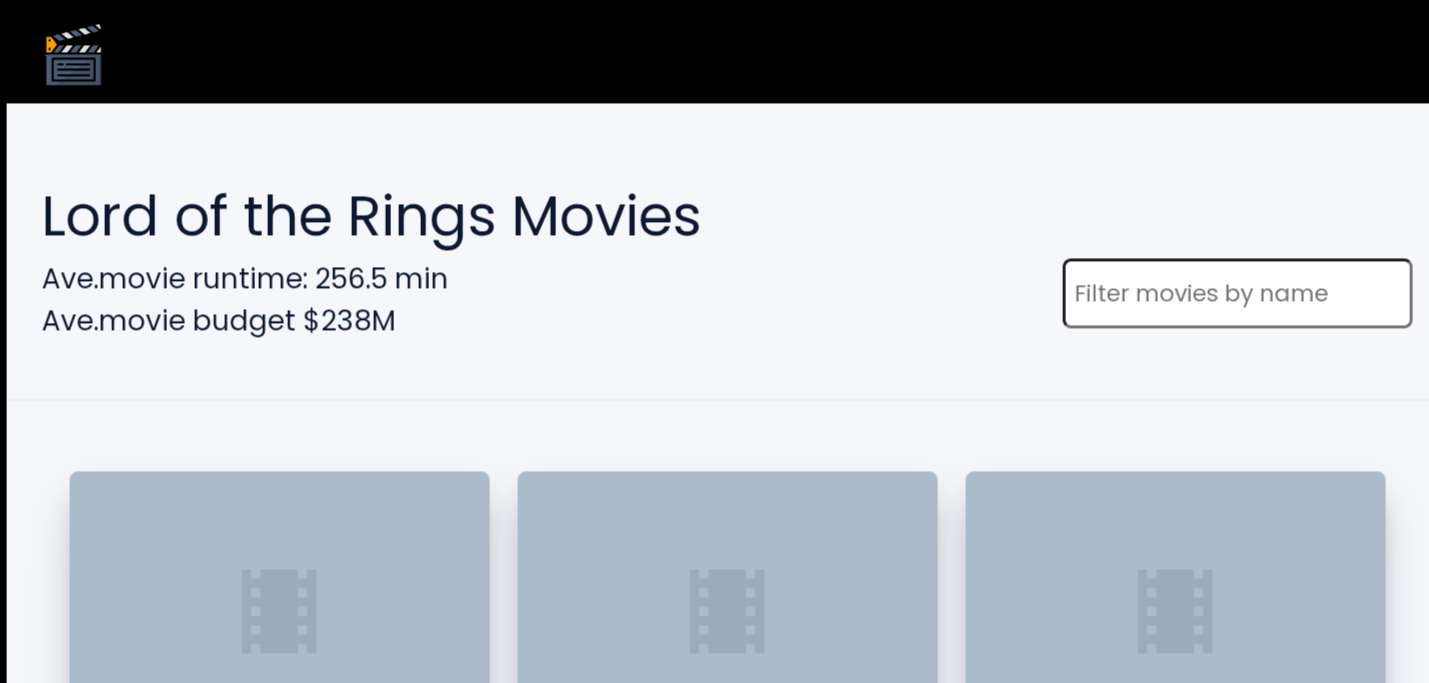 Lord of the Rings Movies
Ave.movie runtime: 256.5 min
Ave.movie budget $238M
Filter movies by name